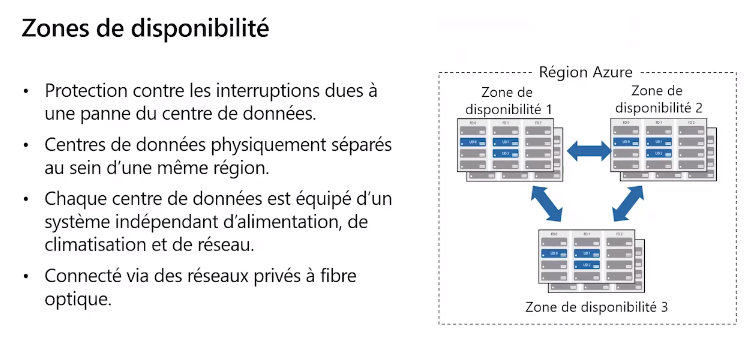 Zones de disponibilité
• Protection contre les interruptions dues à
une panne du centre de données.
• Centres de données physiquement séparés
au sein d'une même région.
• Chaque centre de données est équipé d'un
système indépendant d'alimentation, de
climatisation et de réseau.
• Connecté via des réseaux privés à fibre
optique.
Région Azure
Zone de
disponibilité 1
Zone de
disponibilité 2
Zone de disponibilité 3